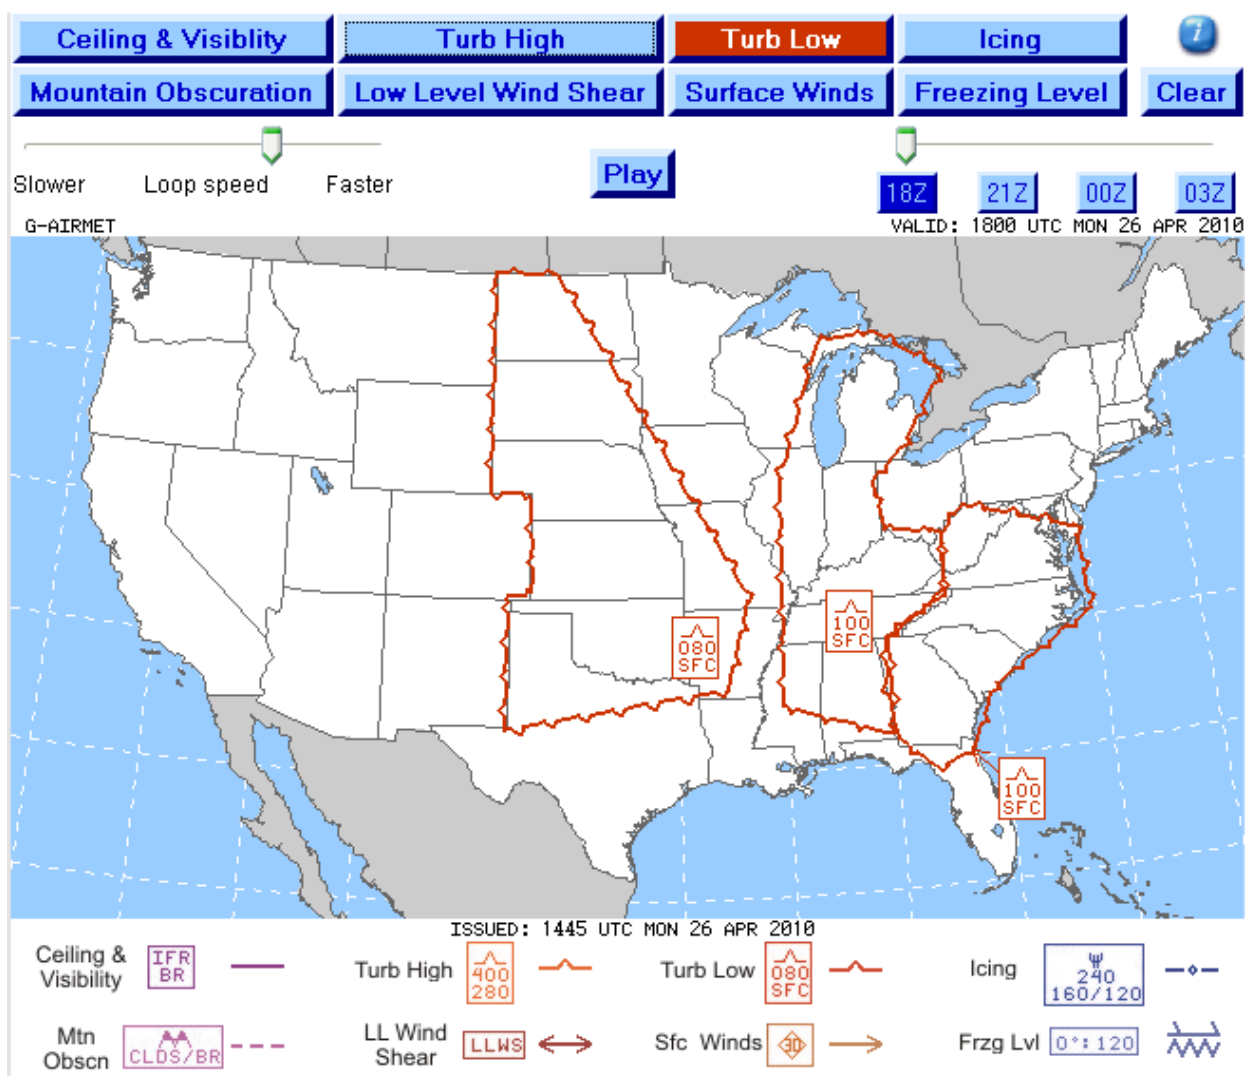 Ceiling & Visiblity
Turb High
Turb Low
Icing
i
Mountain Obscuration
Low Level Wind Shear
Surface Winds
Freezing Level
Clear
Slower
Loop speed
Faster
Play
18Z
21Z
00Z
03Z
G-AIRMET
VALID: 1800 UTC MON 26 APR 2010
100
SFC
080
SFC
100
SFC
ISSUED: 1445 UTC MON 26 APR 2010
Ceiling &
Visibility
IFR
BR
Turb High
400
280
Turb Low
080
SFC
Icing
240
160/120
Mtn
Obscn
CLDS/BR
LL Wind
Shear
LLWS
Sfc Winds
30
Frzg Lvl
0°:120